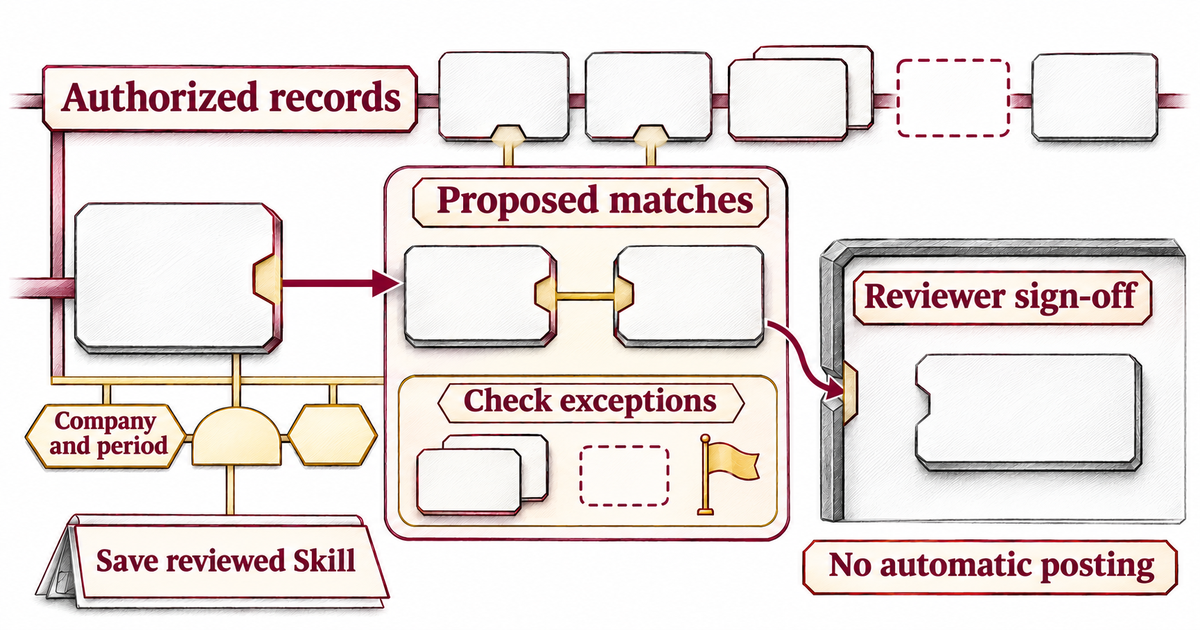 Authorized records
Proposed matches
Reviewer sign-off
Check exceptions
Company
and period
Save reviewed Skill
No automatic posting